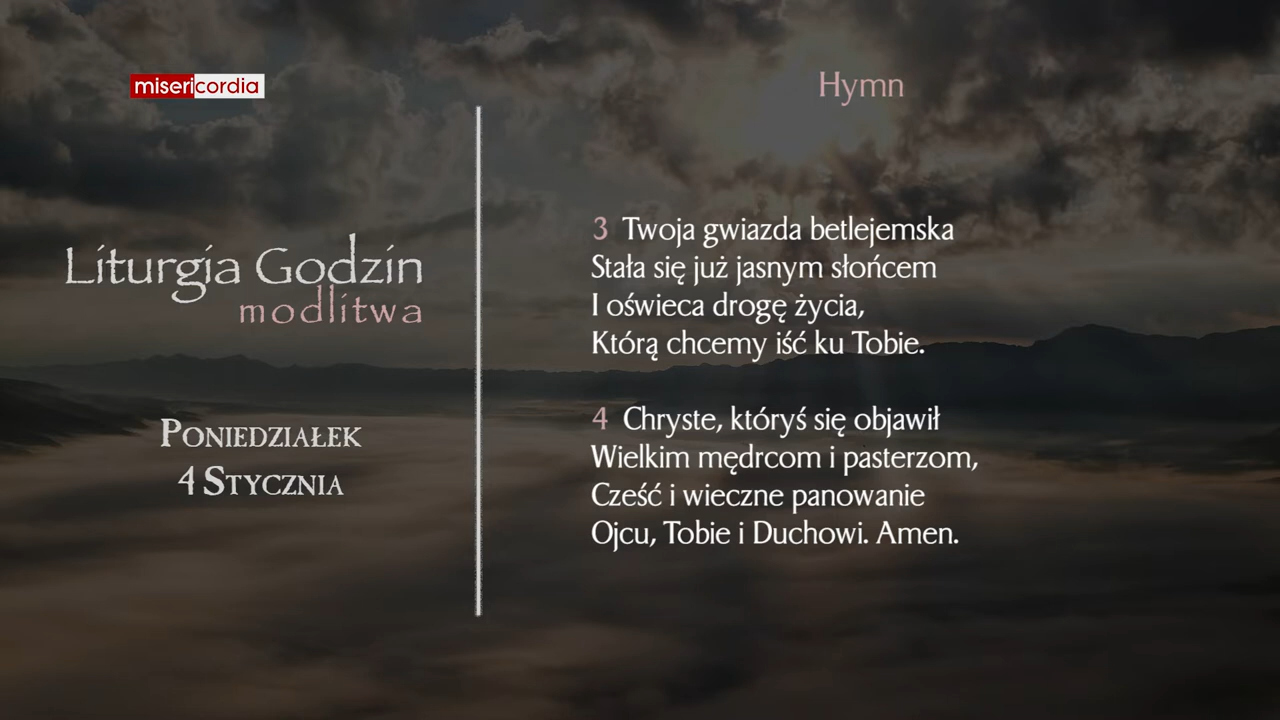 misericordia
Liturgia Godzin
modlitwa
Poniedziałek
4 Stycznia
Hymn
3 Twoja gwiazda betlejemska
Stała się już jasnym słońcem
I oświeca drogę życia,
Którą chcemy iść ku Tobie.
4 Chryste, któryś się objawił
Wielkim mędrcom i pasterzom,
Cześć i wieczne panowanie
Ojcu, Tobie i Duchowi. Amen.